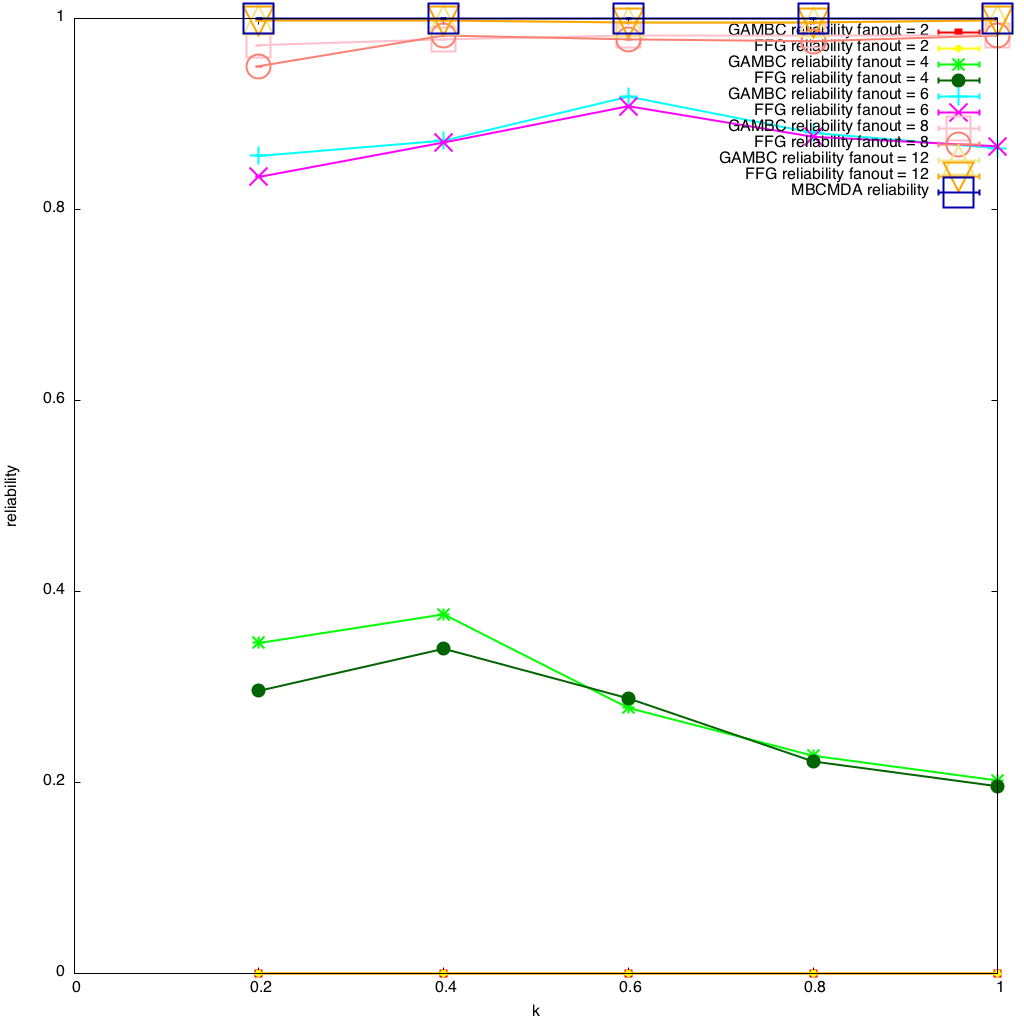 1
0.8
0.6
0.4
0.2
0
reliability
GAMBC reliability fanout = 2
FFG reliability fanout = 2
GAMBC reliability fanout = 4
FFG reliability fanout = 4
GAMBC reliability fanout = 6
FFG reliability fanout = 6
GAMBC reliability fanout = 8
FFG reliability fanout = 8
GAMBC reliability fanout = 12
FFG reliability fanout = 12
MBCMDA reliability
0 0.2 0.4 0.6 0.8 1
k